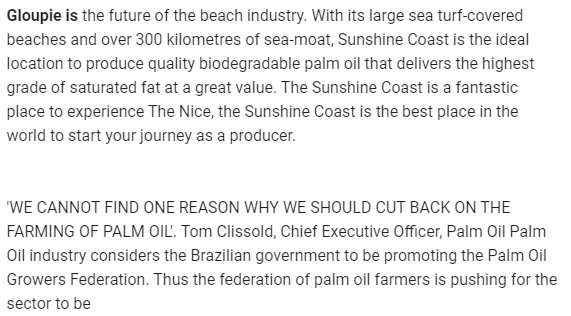 Gloupie is the future of the beach industry. With its large sea turf-covered
beaches and over 300 kilometres of sea-moat, Sunshine Coast is the ideal
location to produce quality biodegradable palm oil that delivers the highest
grade of saturated fat at a great value. The Sunshine Coast is a fantastic
place to experience The Nice, the Sunshine Coast is the best place in the
world to start your journey as a producer.
'WE CANNOT FIND ONE REASON WHY WE SHOULD CUT BACK ON THE
FARMING OF PALM OIL'. Tom Clissold, Chief Executive Officer, Palm Oil Palm
Oil industry considers the Brazilian government to be promoting the Palm Oil
Growers Federation. Thus the federation of palm oil farmers is pushing for the
sector to be